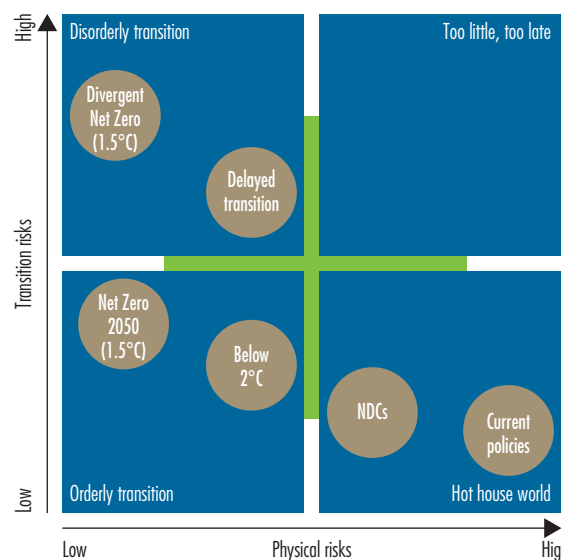 High
Disorderly transition
Too little, too late
Divergent
Net Zero
(1.5°C)
Delayed
transition
Transition risks
Net Zero
2050
(1.5°C)
Below
2°C
NDCs
Current
policies
Low
Orderly transition
Hot house world
Low
Physical risks
Hig